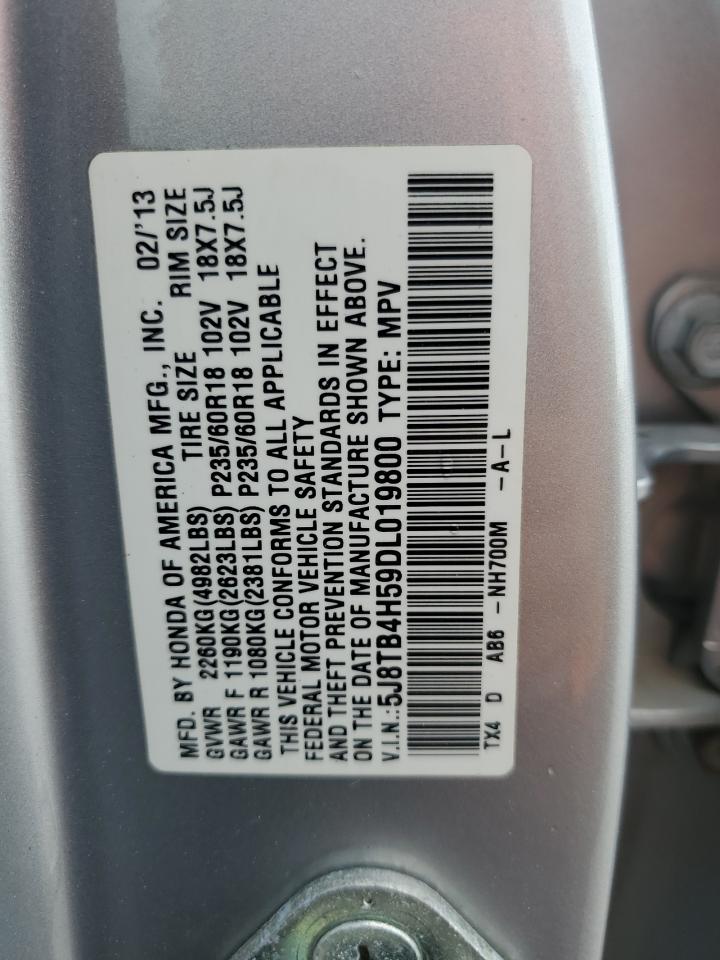 MFD. BY HONDA OF AMERICA MFG., INC. 02/'13
TIRE SIZE RIM SIZE
GVWR 2260KG(4982LBS)
GAWR F 1190KG(2623LBS) P235/60R18 102V 18X7.5J
GAWR R 1080KG(2381LBS) P235/60R18 102V 18X7.5J
THIS VEHICLE CONFORMS TO ALL APPLICABLE
FEDERAL MOTOR VEHICLE SAFETY
AND THEFT PREVENTION STANDARDS IN EFFECT
ON THE DATE OF MANUFACTURE SHOWN ABOVE.
V.I.N.:5J8TB4H59DL019800 TYPE: MPV
TX4 D AB6 -NH700M -A-L